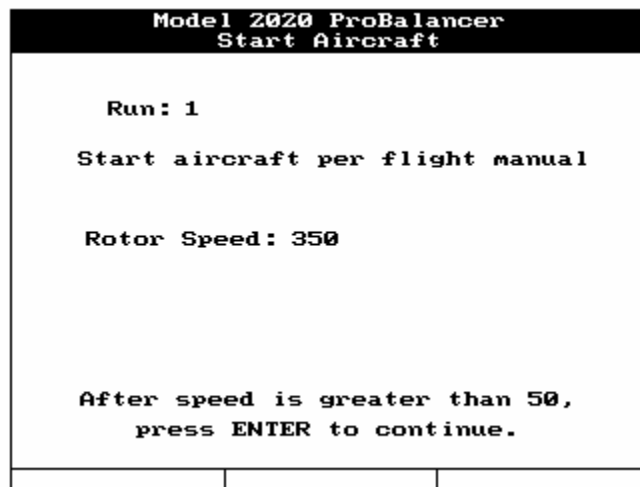 Model 2020 ProBalancer
Start Aircraft
Run: 1
Start aircraft per flight manual
Rotor Speed: 350
After speed is greater than 50,
press ENTER to continue.